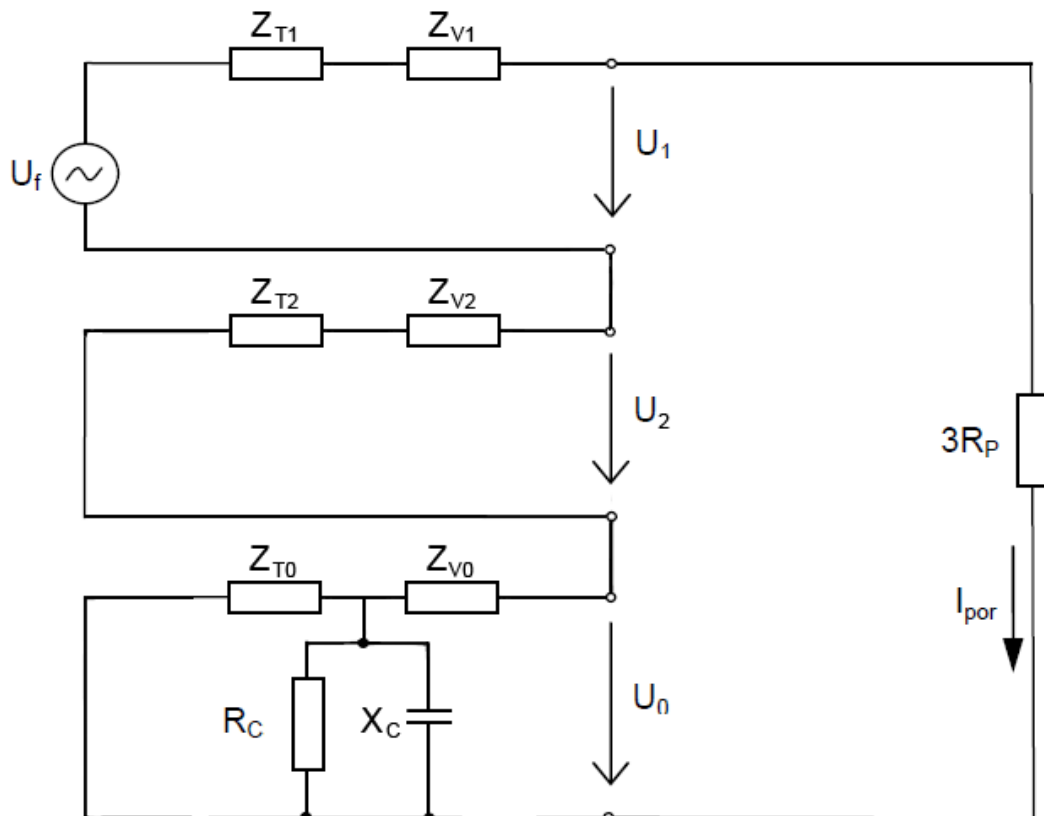 Z_T1 Z_V1
U_f
U_1
Z_T2 Z_V2
U_2
3R_P
Z_T0 Z_V0
I_por
R_C X_C
U_0